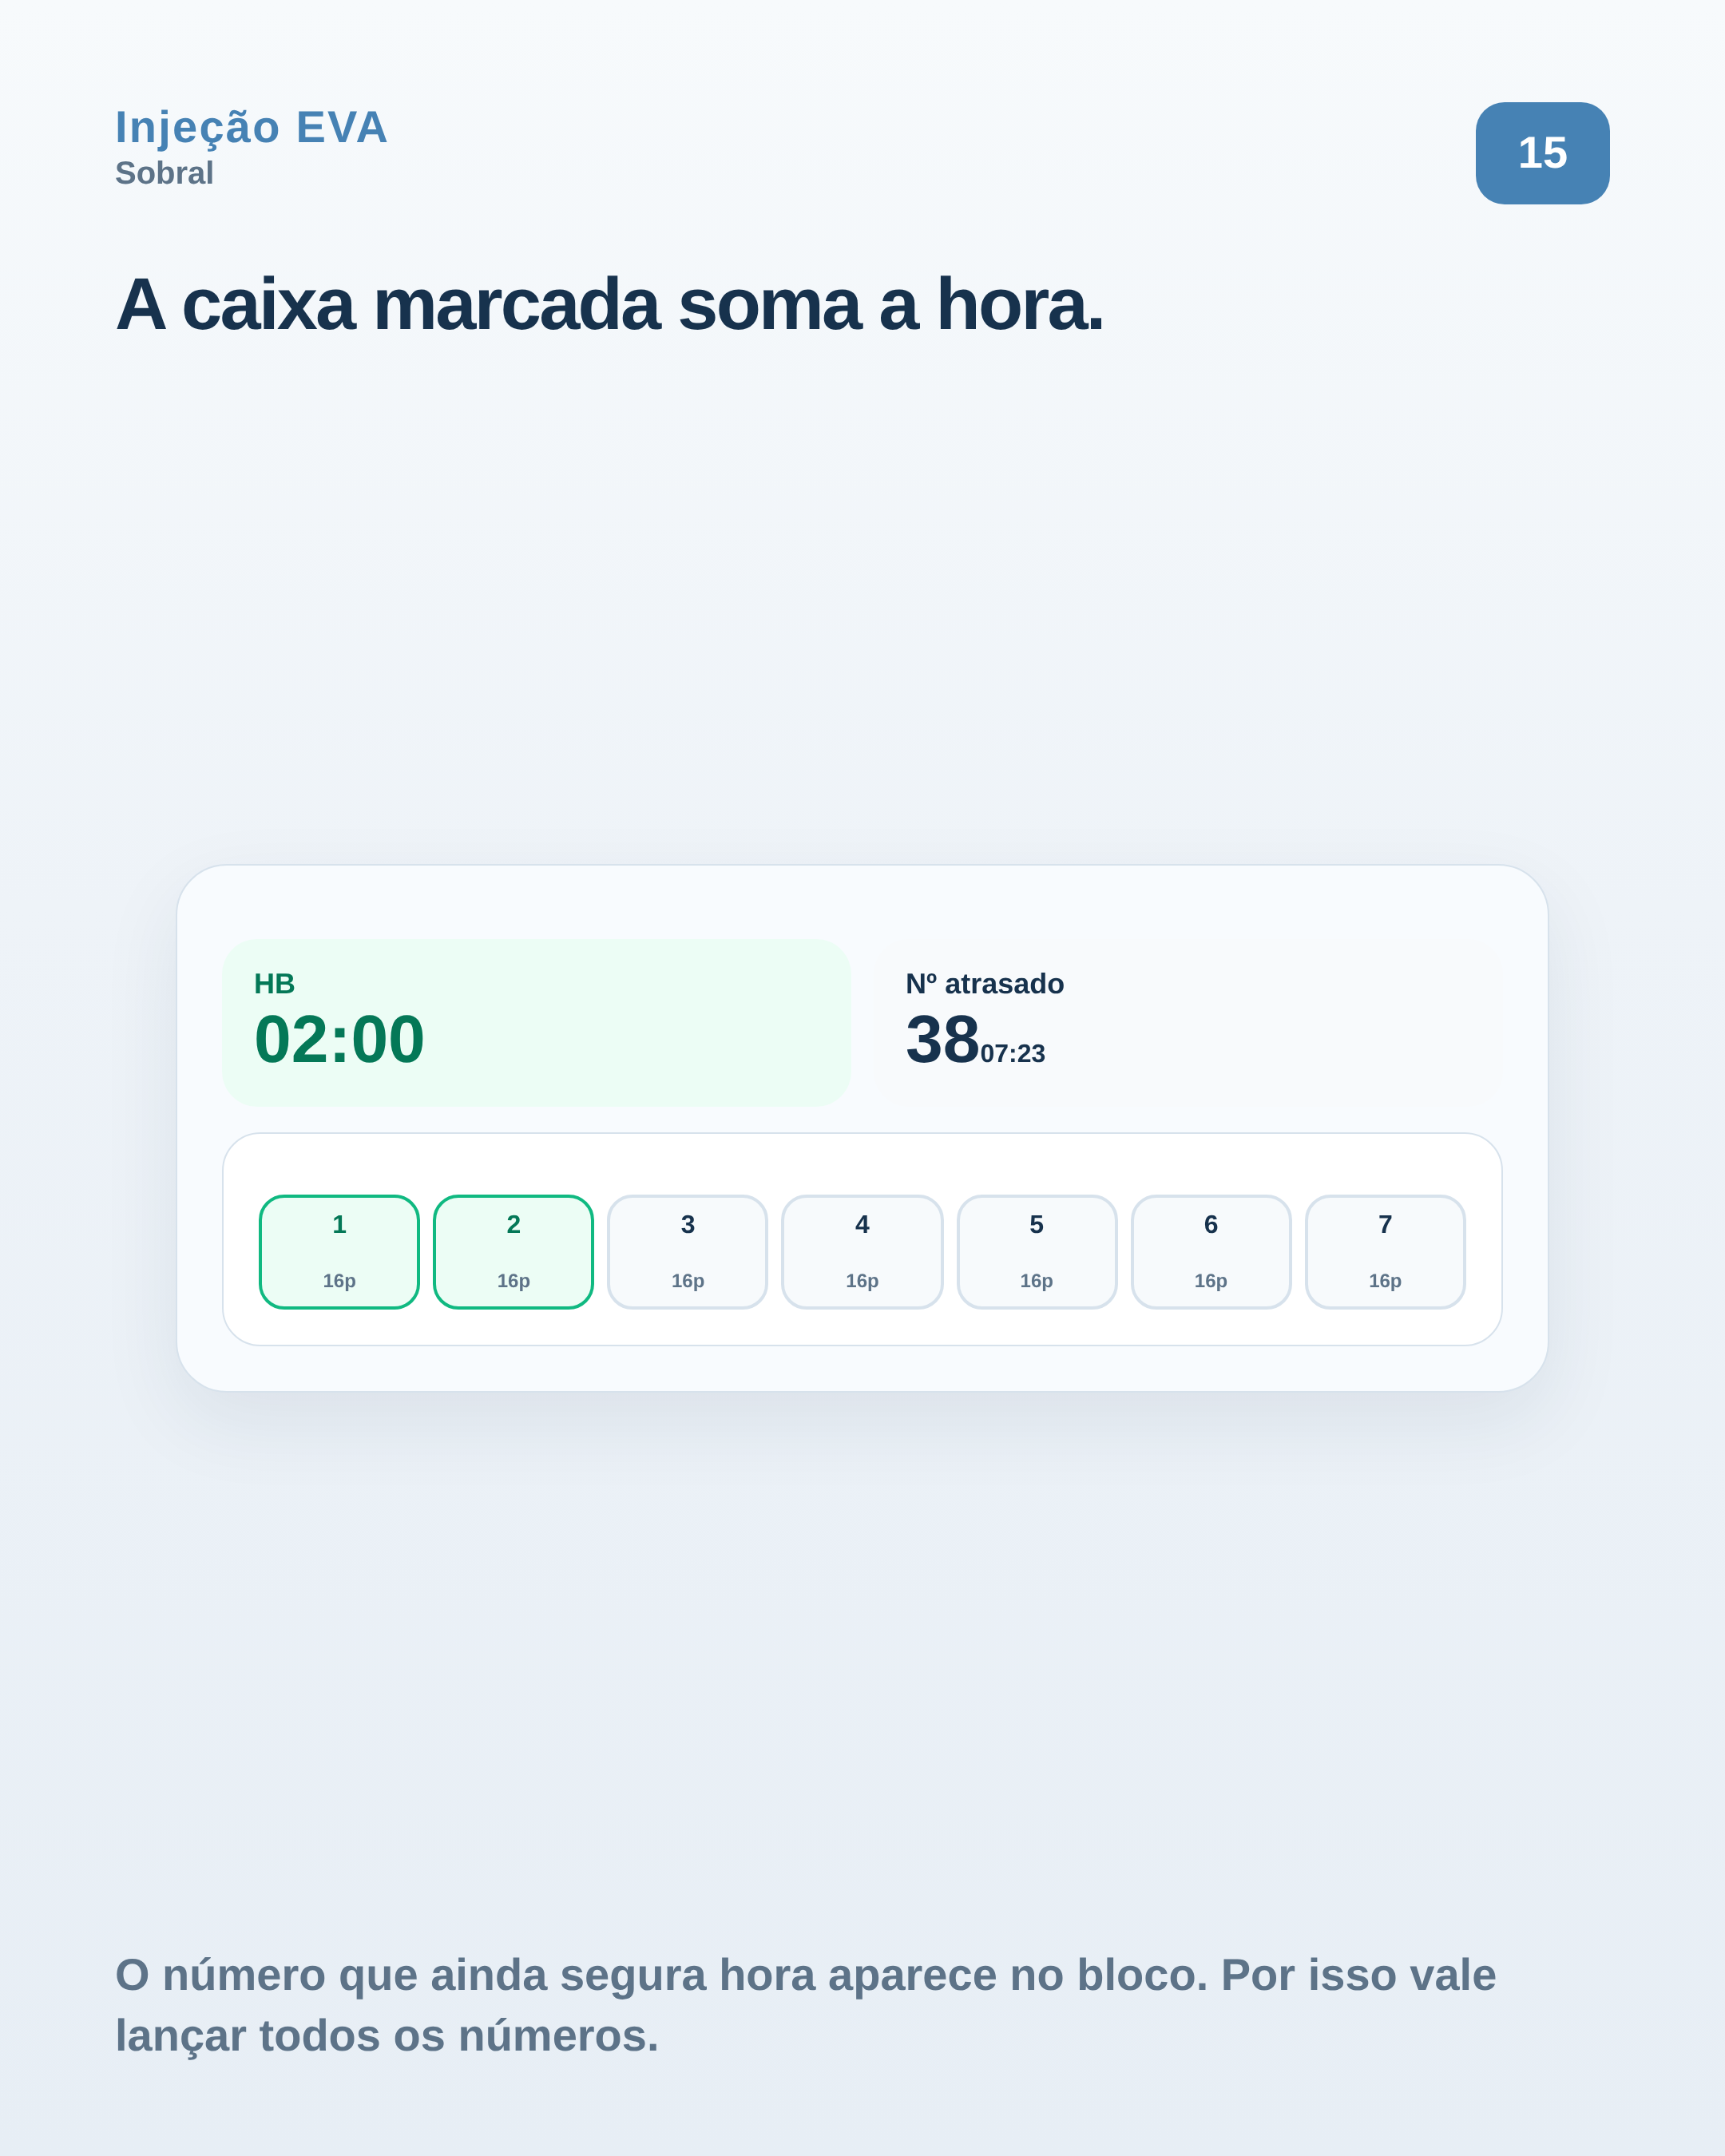 Injeção EVA
Sobral
15
A caixa marcada soma a hora.
HB
02:00
Nº atrasado
38 07:23
1
16p
2
16p
3
16p
4
16p
5
16p
6
16p
7
16p
O número que ainda segura hora aparece no bloco. Por isso vale
lançar todos os números.